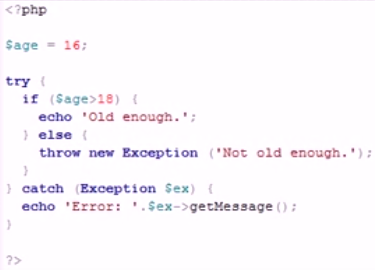 <?php
$age = 16;
try {
if ($age>18) {
echo 'Old enough.';
} else {
throw new Exception ('Not old enough.');
}
} catch (Exception $ex) {
echo 'Error: '.$ex->getMessage();
}
?>